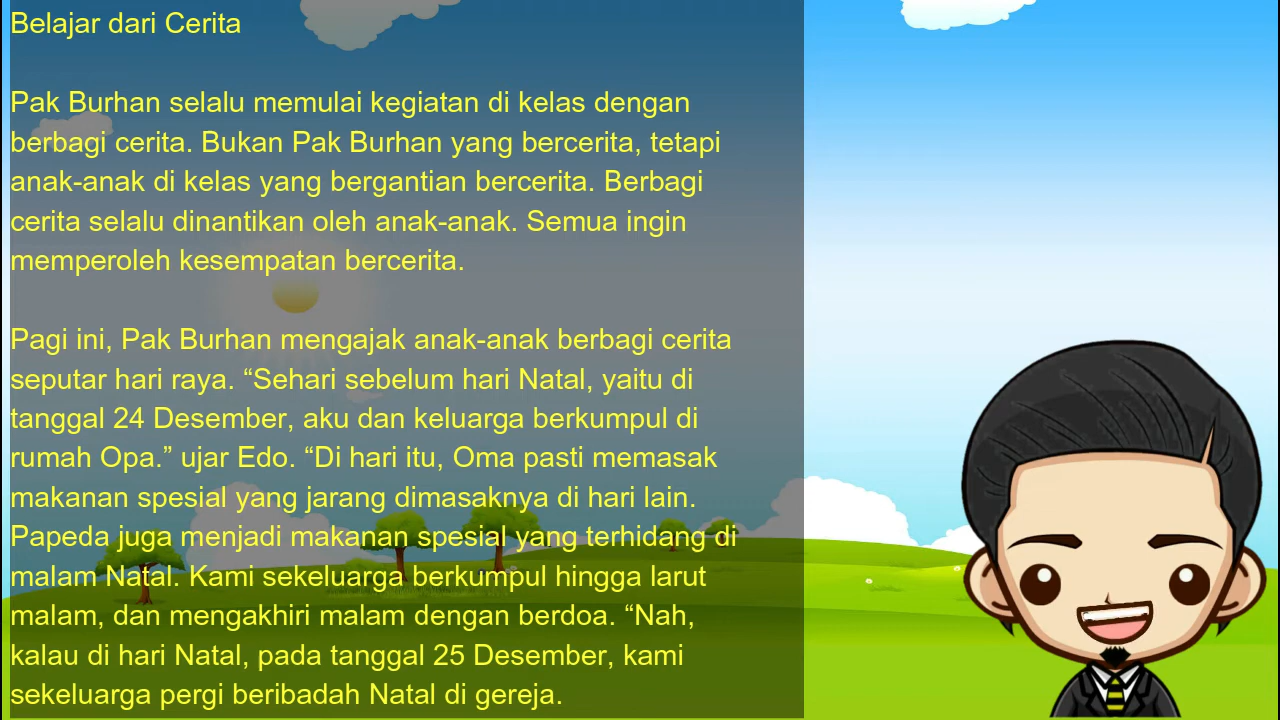 Belajar dari Cerita
Pak Burhan selalu memulai kegiatan di kelas dengan
berbagi cerita. Bukan Pak Burhan yang bercerita, tetapi
anak-anak di kelas yang bergantian bercerita. Berbagi
cerita selalu dinantikan oleh anak-anak. Semua ingin
memperoleh kesempatan bercerita.
Pagi ini, Pak Burhan mengajak anak-anak berbagi cerita
seputar hari raya. “Sehari sebelum hari Natal, yaitu di
tanggal 24 Desember, aku dan keluarga berkumpul di
rumah Opa.” ujar Edo. “Di hari itu, Oma pasti memasak
makanan spesial yang jarang dimasaknya di hari lain.
Papeda juga menjadi makanan spesial yang terhidang di
malam Natal. Kami sekeluarga berkumpul hingga larut
malam, dan mengakhiri malam dengan berdoa. “Nah,
kalau di hari Natal, pada tanggal 25 Desember, kami
sekeluarga pergi beribadah Natal di gereja.